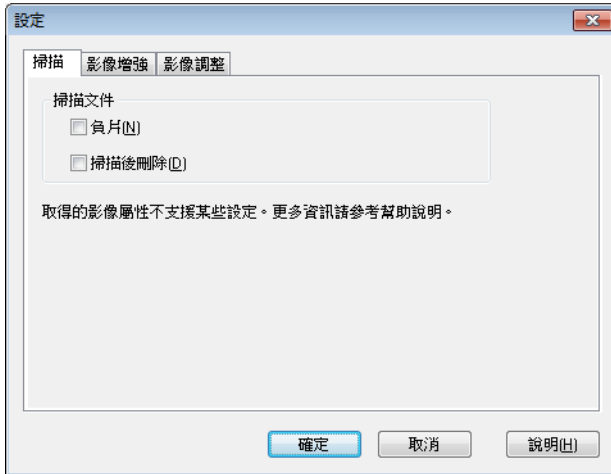 設定
掃描 影像增強 影像調整
掃描文件
負片(N)
掃描後刪除(D)
取得的影像屬性不支援某些設定。更多資訊請參考幫助說明。
確定 取消 說明(H)